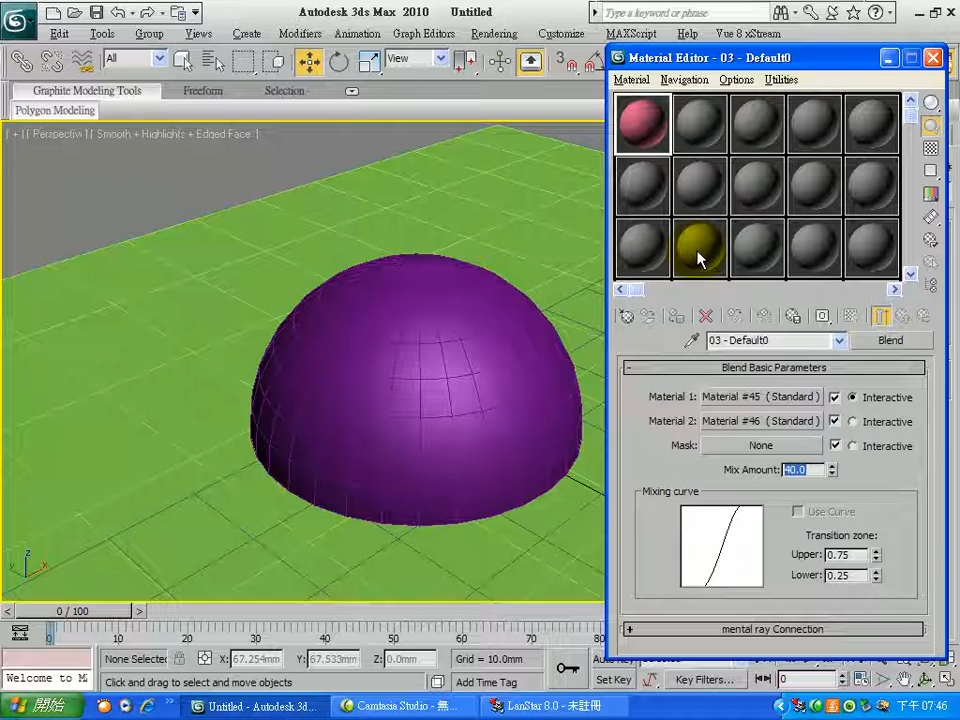 Autodesk 3ds Max 2010 Untitled
Type a keyword or phrase
Edit Tools Group Views Create Modifiers Animation Graph Editors Rendering Customize MAXScript Help Vue 8 xStream
All View 3
Graphite Modeling Tools Freeform Selection
Polygon Modeling
[ + ] [ Perspectiv ] [ Smooth + Highlights + Edged Face ]
Material Editor - 03 - Default0
Material Navigation Options Utilities
03 - Default0 Blend
- Blend Basic Parameters
Material 1: Material #45 ( Standard ) Interactive
Material 2: Material #46 ( Standard ) Interactive
Mask: None Interactive
Mix Amount: 40.0
Mixing curve
Use Curve
Transition zone:
Upper: 0.75
Lower: 0.25
+ mental ray Connection
z
x
y
< 0 / 100 >
0 10 20 30 40 50 60 70 80
None Selected X: 67.254mm Y: 67.533mm Z: 0.0mm Grid = 10.0mm Auto Key
Welcome to M Click and drag to select and move objects Add Time Tag Set Key Key Filters... 0
開始 Untitled - Autodesk 3d... Camtasia Studio - 無... LanStar 8.0 - 未註冊 下午 07:46